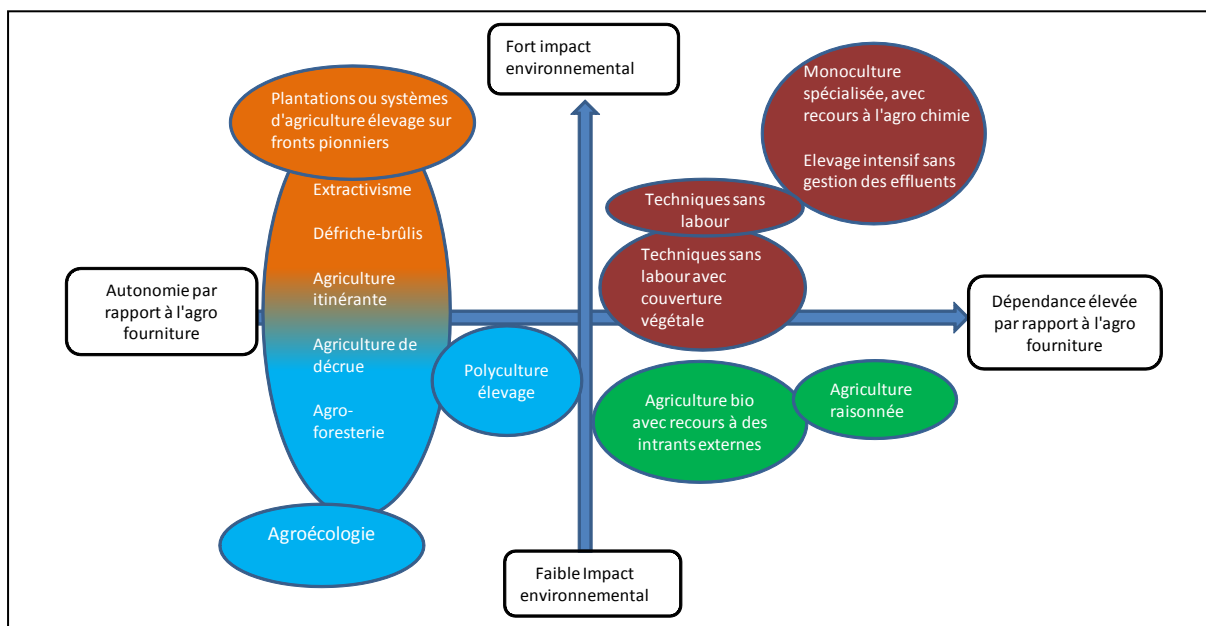 Fort impact
environnemental
Plantations ou systèmes
d'agriculture élevage sur
fronts pionniers
Extractivisme
Défriche-brûlis
Agriculture
itinérante
Agriculture de
décrue
Agro-
foresterie
Monoculture
spécialisée, avec
recours à l'agro chimie
Elevage intensif sans
gestion des effluents
Techniques sans
labour
Techniques sans
labour avec
couverture
végétale
Autonomie par
rapport à l'agro
fourniture
Dépendance élevée
par rapport à l'agro
fourniture
Polyculture
élevage
Agriculture bio
avec recours à des
intrants externes
Agriculture
raisonnée
Agroécologie
Faible Impact
environnemental